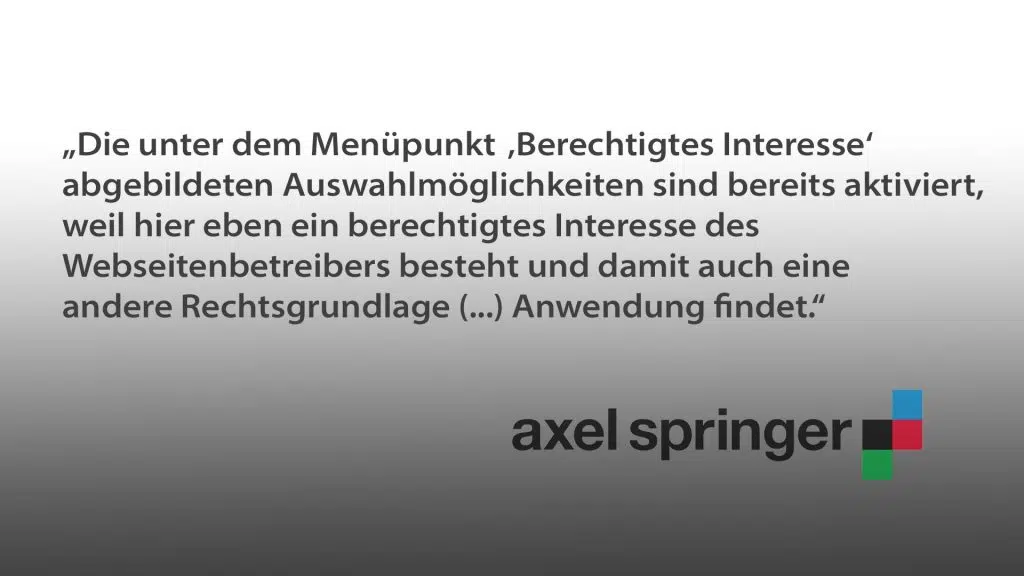 „Die unter dem Menüpunkt ‚Berechtigtes Interesse‘
abgebildeten Auswahlmöglichkeiten sind bereits aktiviert,
weil hier eben ein berechtigtes Interesse des
Webseitenbetreibers besteht und damit auch eine
andere Rechtsgrundlage (...) Anwendung findet.“
axel springer